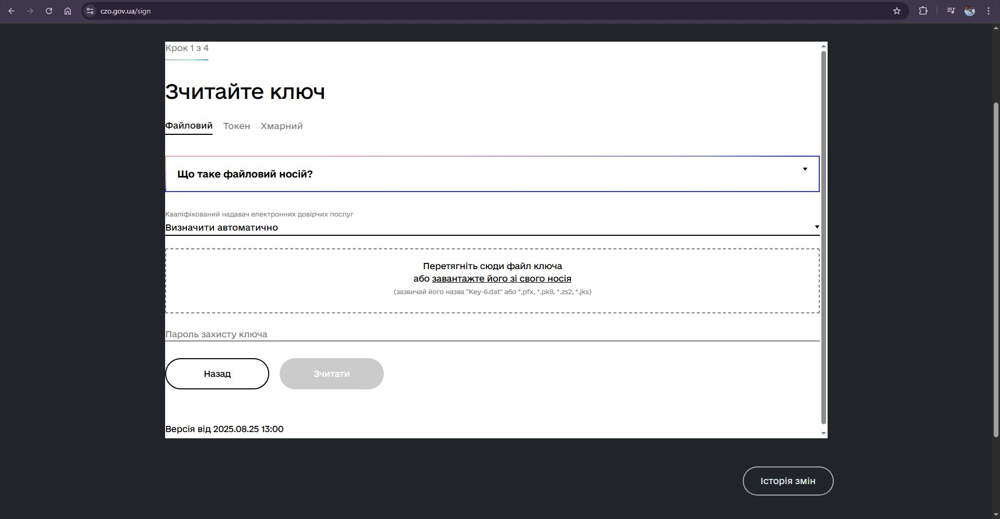 czo.gov.ua/sign
Крок 1 з 4
Зчитайте ключ
Файловий Токен Хмарний
Що таке файловий носій?
Кваліфікований надавач електронних довірчих послуг
Визначити автоматично
Перетягніть сюди файл ключа
або завантажте його зі свого носія
(зазвичай його назва "Key-6.dat" або *.pfx, *.pk8, *.zs2, *.jks)
Пароль захисту ключа
Назад Зчитати
Версія від 2025.08.25 13:00
Історія змін